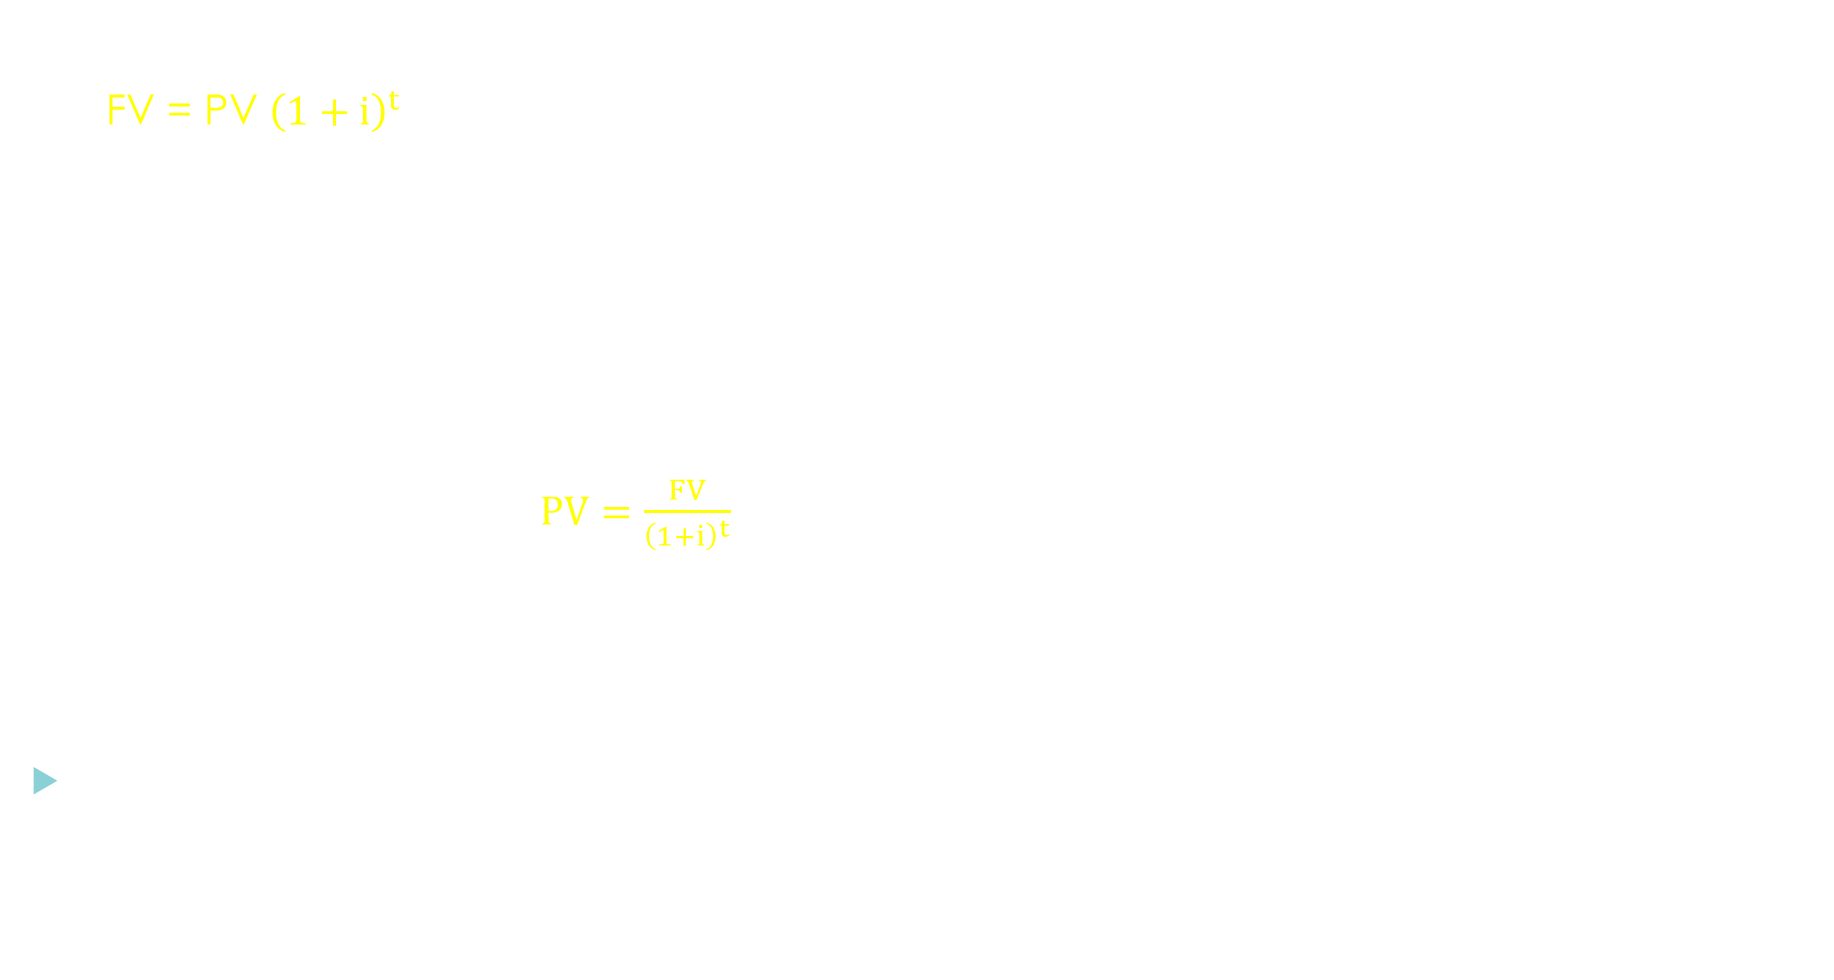 FV = PV (1 + i)^t
PV = FV/(1+i)^t